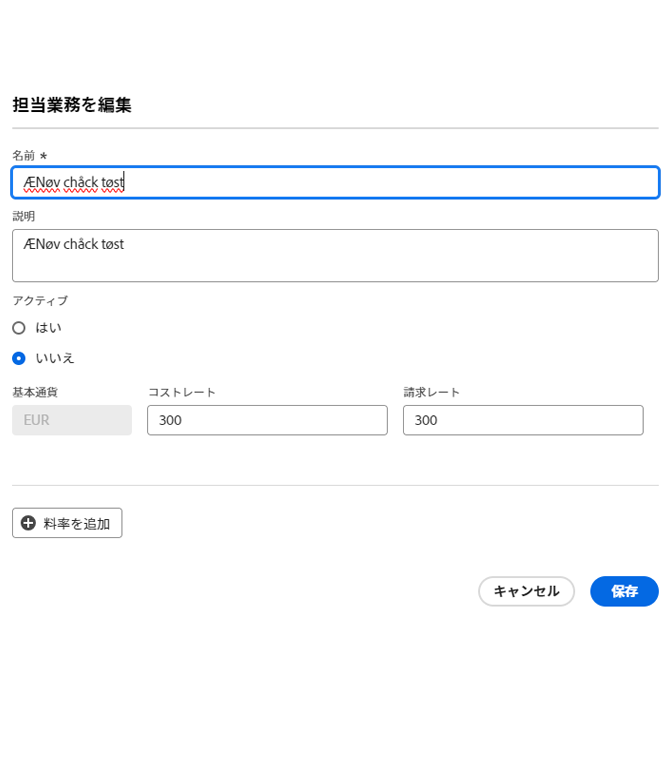 担当業務を編集
名前 *
ÆNøv chåck tøst
説明
ÆNøv chåck tøst
アクティブ
はい
いいえ
基本通貨 コストレート 請求レート
EUR 300 300
料率を追加
キャンセル 保存